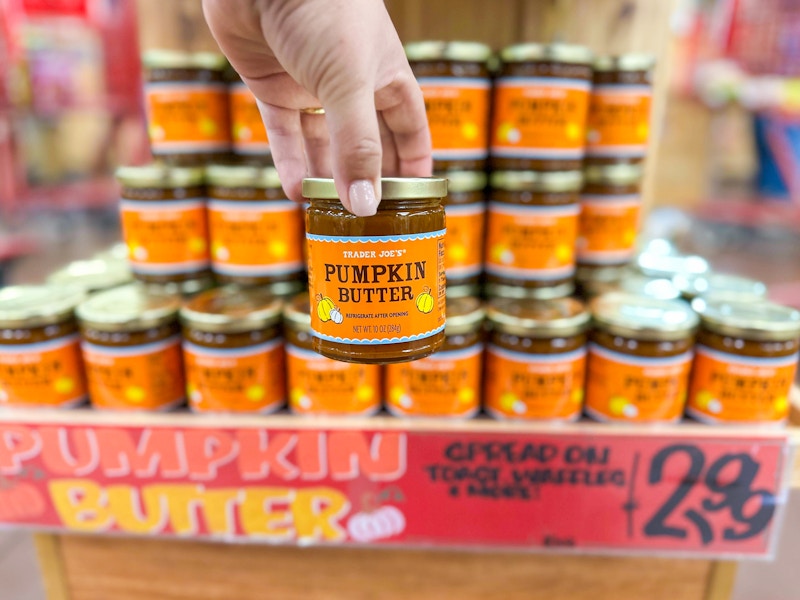 TRADER JOE'S
PUMPKIN
BUTTER
REFRIGERATE AFTER OPENING
NET WT. 10 OZ (284g)
PUMPKIN
BUTTER
SPREAD ON
TOAST, WAFFLES
& MORE!
2.99